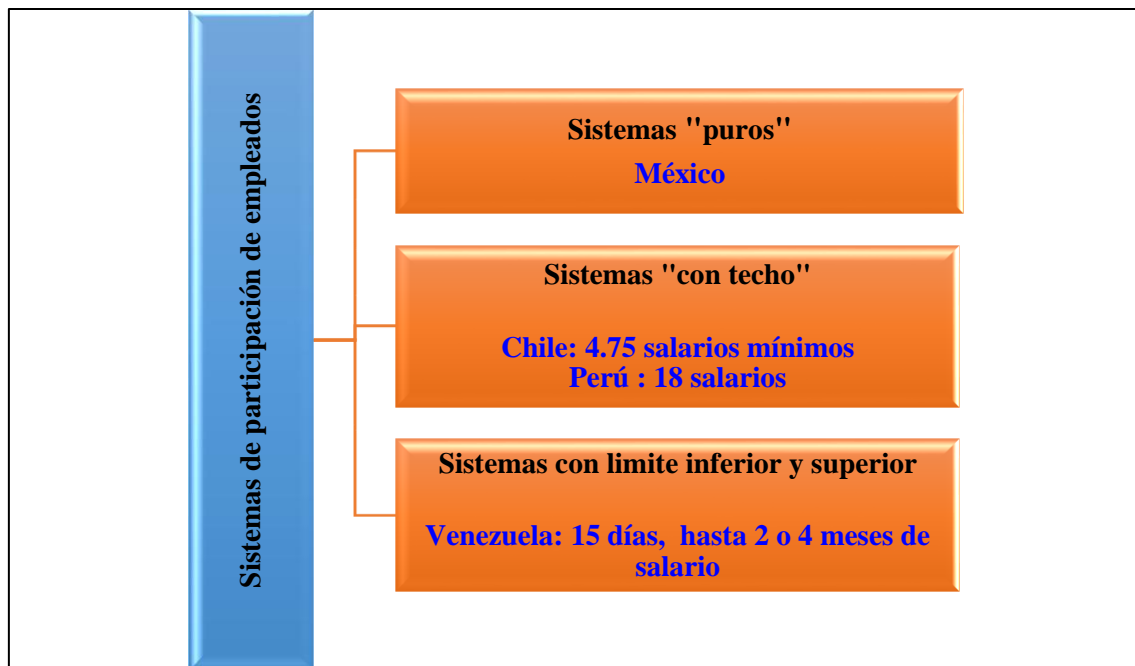 Sistemas de participación de empleados
Sistemas "puros"
México
Sistemas "con techo"
Chile: 4.75 salarios mínimos
Perú : 18 salarios
Sistemas con limite inferior y superior
Venezuela: 15 días, hasta 2 o 4 meses de
salario